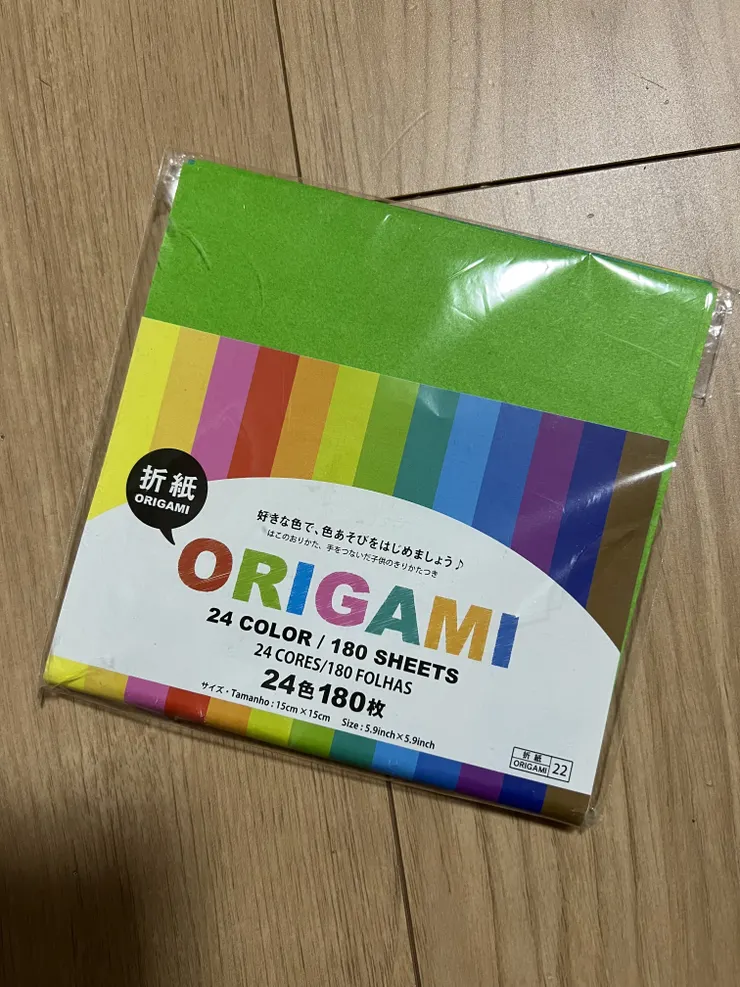 折紙
ORIGAMI
好きな色で、色あそびをはじめましょう♪
はこのおりかた、手をつないだ子供のきりかたつき
ORIGAMI
24 COLOR / 180 SHEETS
24 CORES/180 FOLHAS
24色180枚
サイズ・Tamanho : 15cm×15cm Size : 5.9inch×5.9inch
折紙
ORIGAMI 22